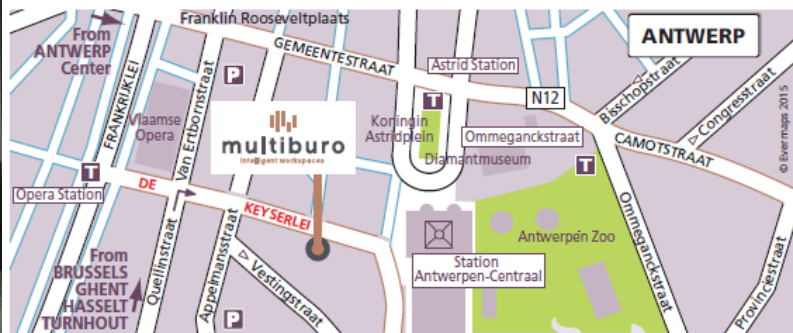 Franklin Rooseveltplaats
From
ANTWERP
Center
GEMEENTESTRAAT
ANTWERP
Astrid Station
P
T
N12
Bisschopstraat
Congresstraat
© Evermaps 2015
FRANKRIJKLEI
Vlaamse
Opera
Van Ertbornstraat
multiburo
intelligent workspaces
Koningin
Astridplein
Ommeganckstraat
Diamantmuseum
CAMOTSTRAAT
T
T
Opera Station
DE
KEYSERLEI
Ommeganckstraat
Antwerpen Zoo
Station
Antwerpen-Centraal
From
BRUSSELS
GHENT
HASSELT
TURNHOUT
Quellinstraat
Appelmansstraat
Vestingstraat
P
Provinciestraat